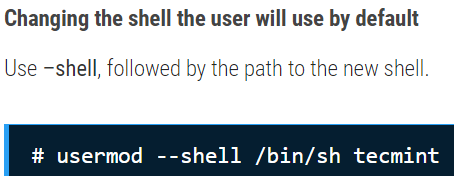 Changing the shell the user will use by default
Use –shell, followed by the path to the new shell.
# usermod --shell /bin/sh tecmint